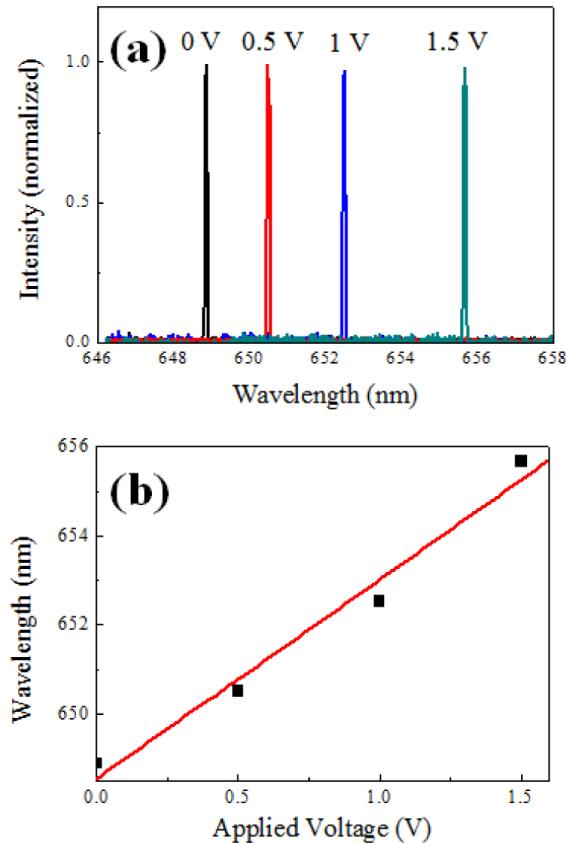 (a)
0 V 0.5 V 1 V 1.5 V
Intensity (normalized)
1.0
0.5
0.0
646 648 650 652 654 656 658
Wavelength (nm)
(b)
Wavelength (nm)
656
654
652
650
0.0 0.5 1.0 1.5
Applied Voltage (V)